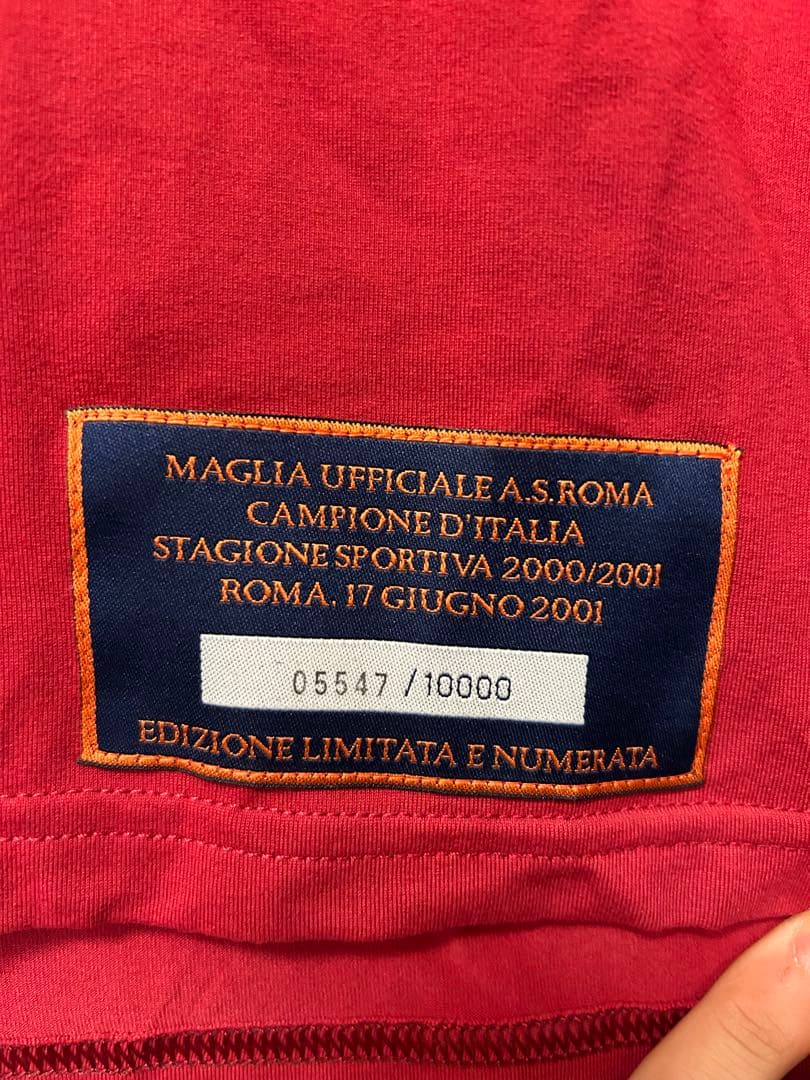 MAGLIA UFFICIALE A.S.ROMA
CAMPIONE D'ITALIA
STAGIONE SPORTIVA 2000/2001
ROMA, 17 GIUGNO 2001
05547 /10000
EDIZIONE LIMITATA E NUMERATA